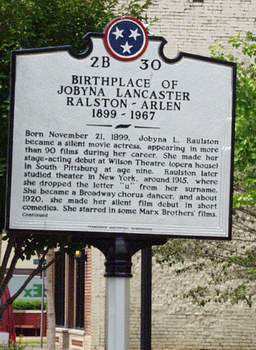 2B 30
BIRTHPLACE OF
JOBYNA LANCASTER
RALSTON - ARLEN
1899 - 1967
Born November 21, 1899, Jobyna L. Raulston
became a silent movie actress, appearing in more
than 90 films during her career. She made her
stage-acting debut at Wilson Theatre (opera house)
in South Pittsburg at age nine. Raulston later
studied theater in New York, around 1915, where
she dropped the letter "u" from her surname.
She became a Broadway chorus dancer, and about
1920, she made her silent film debut in short
comedies. She starred in some Marx Brothers' films.
Continued
TENNESSEE HISTORICAL COMMISSION